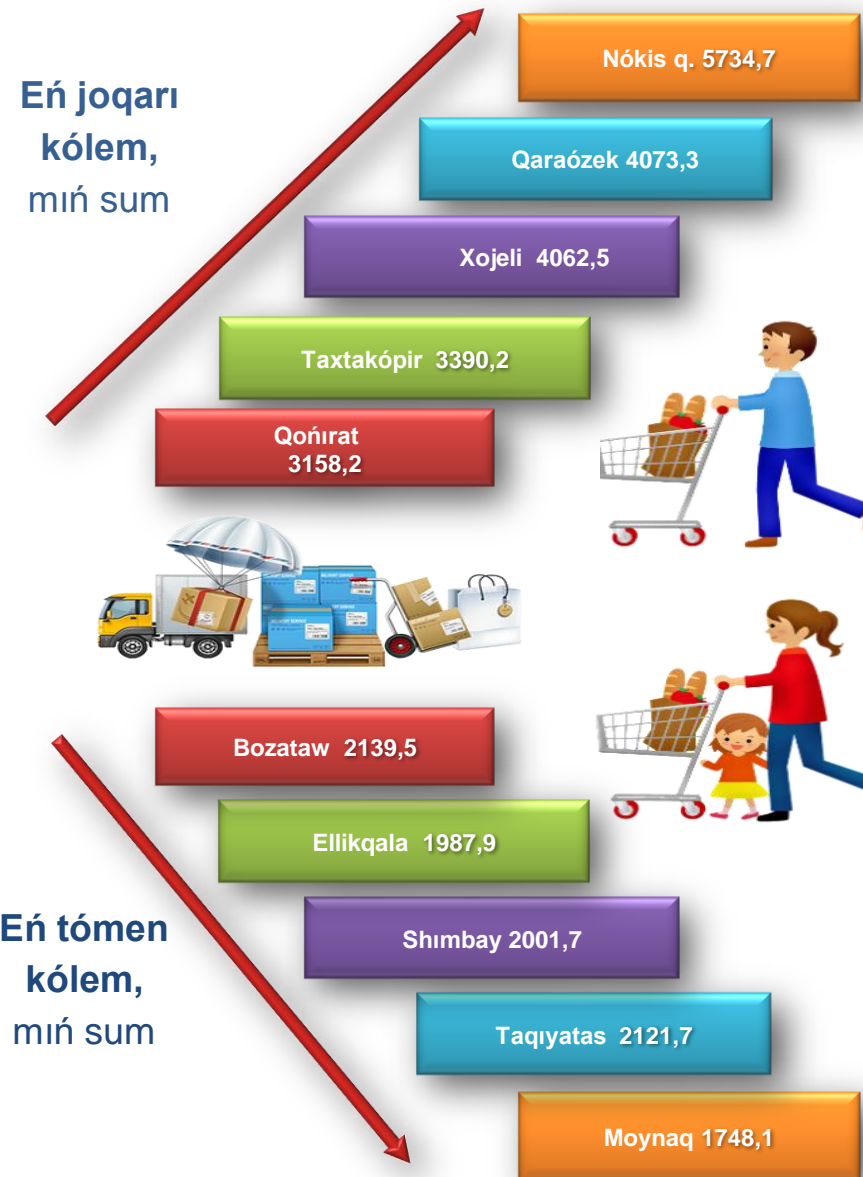 Eń joqarı
kólem,
mıń sum
Nókis q. 5734,7
Qaraózek 4073,3
Xojeli 4062,5
Taxtakópir 3390,2
Qońırat
3158,2
Bozataw 2139,5
Ellikqala 1987,9
Shımbay 2001,7
Taqıyatas 2121,7
Moynaq 1748,1
Eń tómen
kólem,
mıń sum